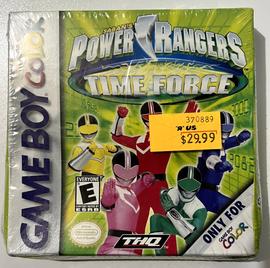 SABAN'S
POWER RANGERS
TIME FORCE
GAME BOY COLOR
370889
"R" US
$29.99
EVERYONE
E
ESRB
THQ
ONLY FOR
GAME BOY
COLOR